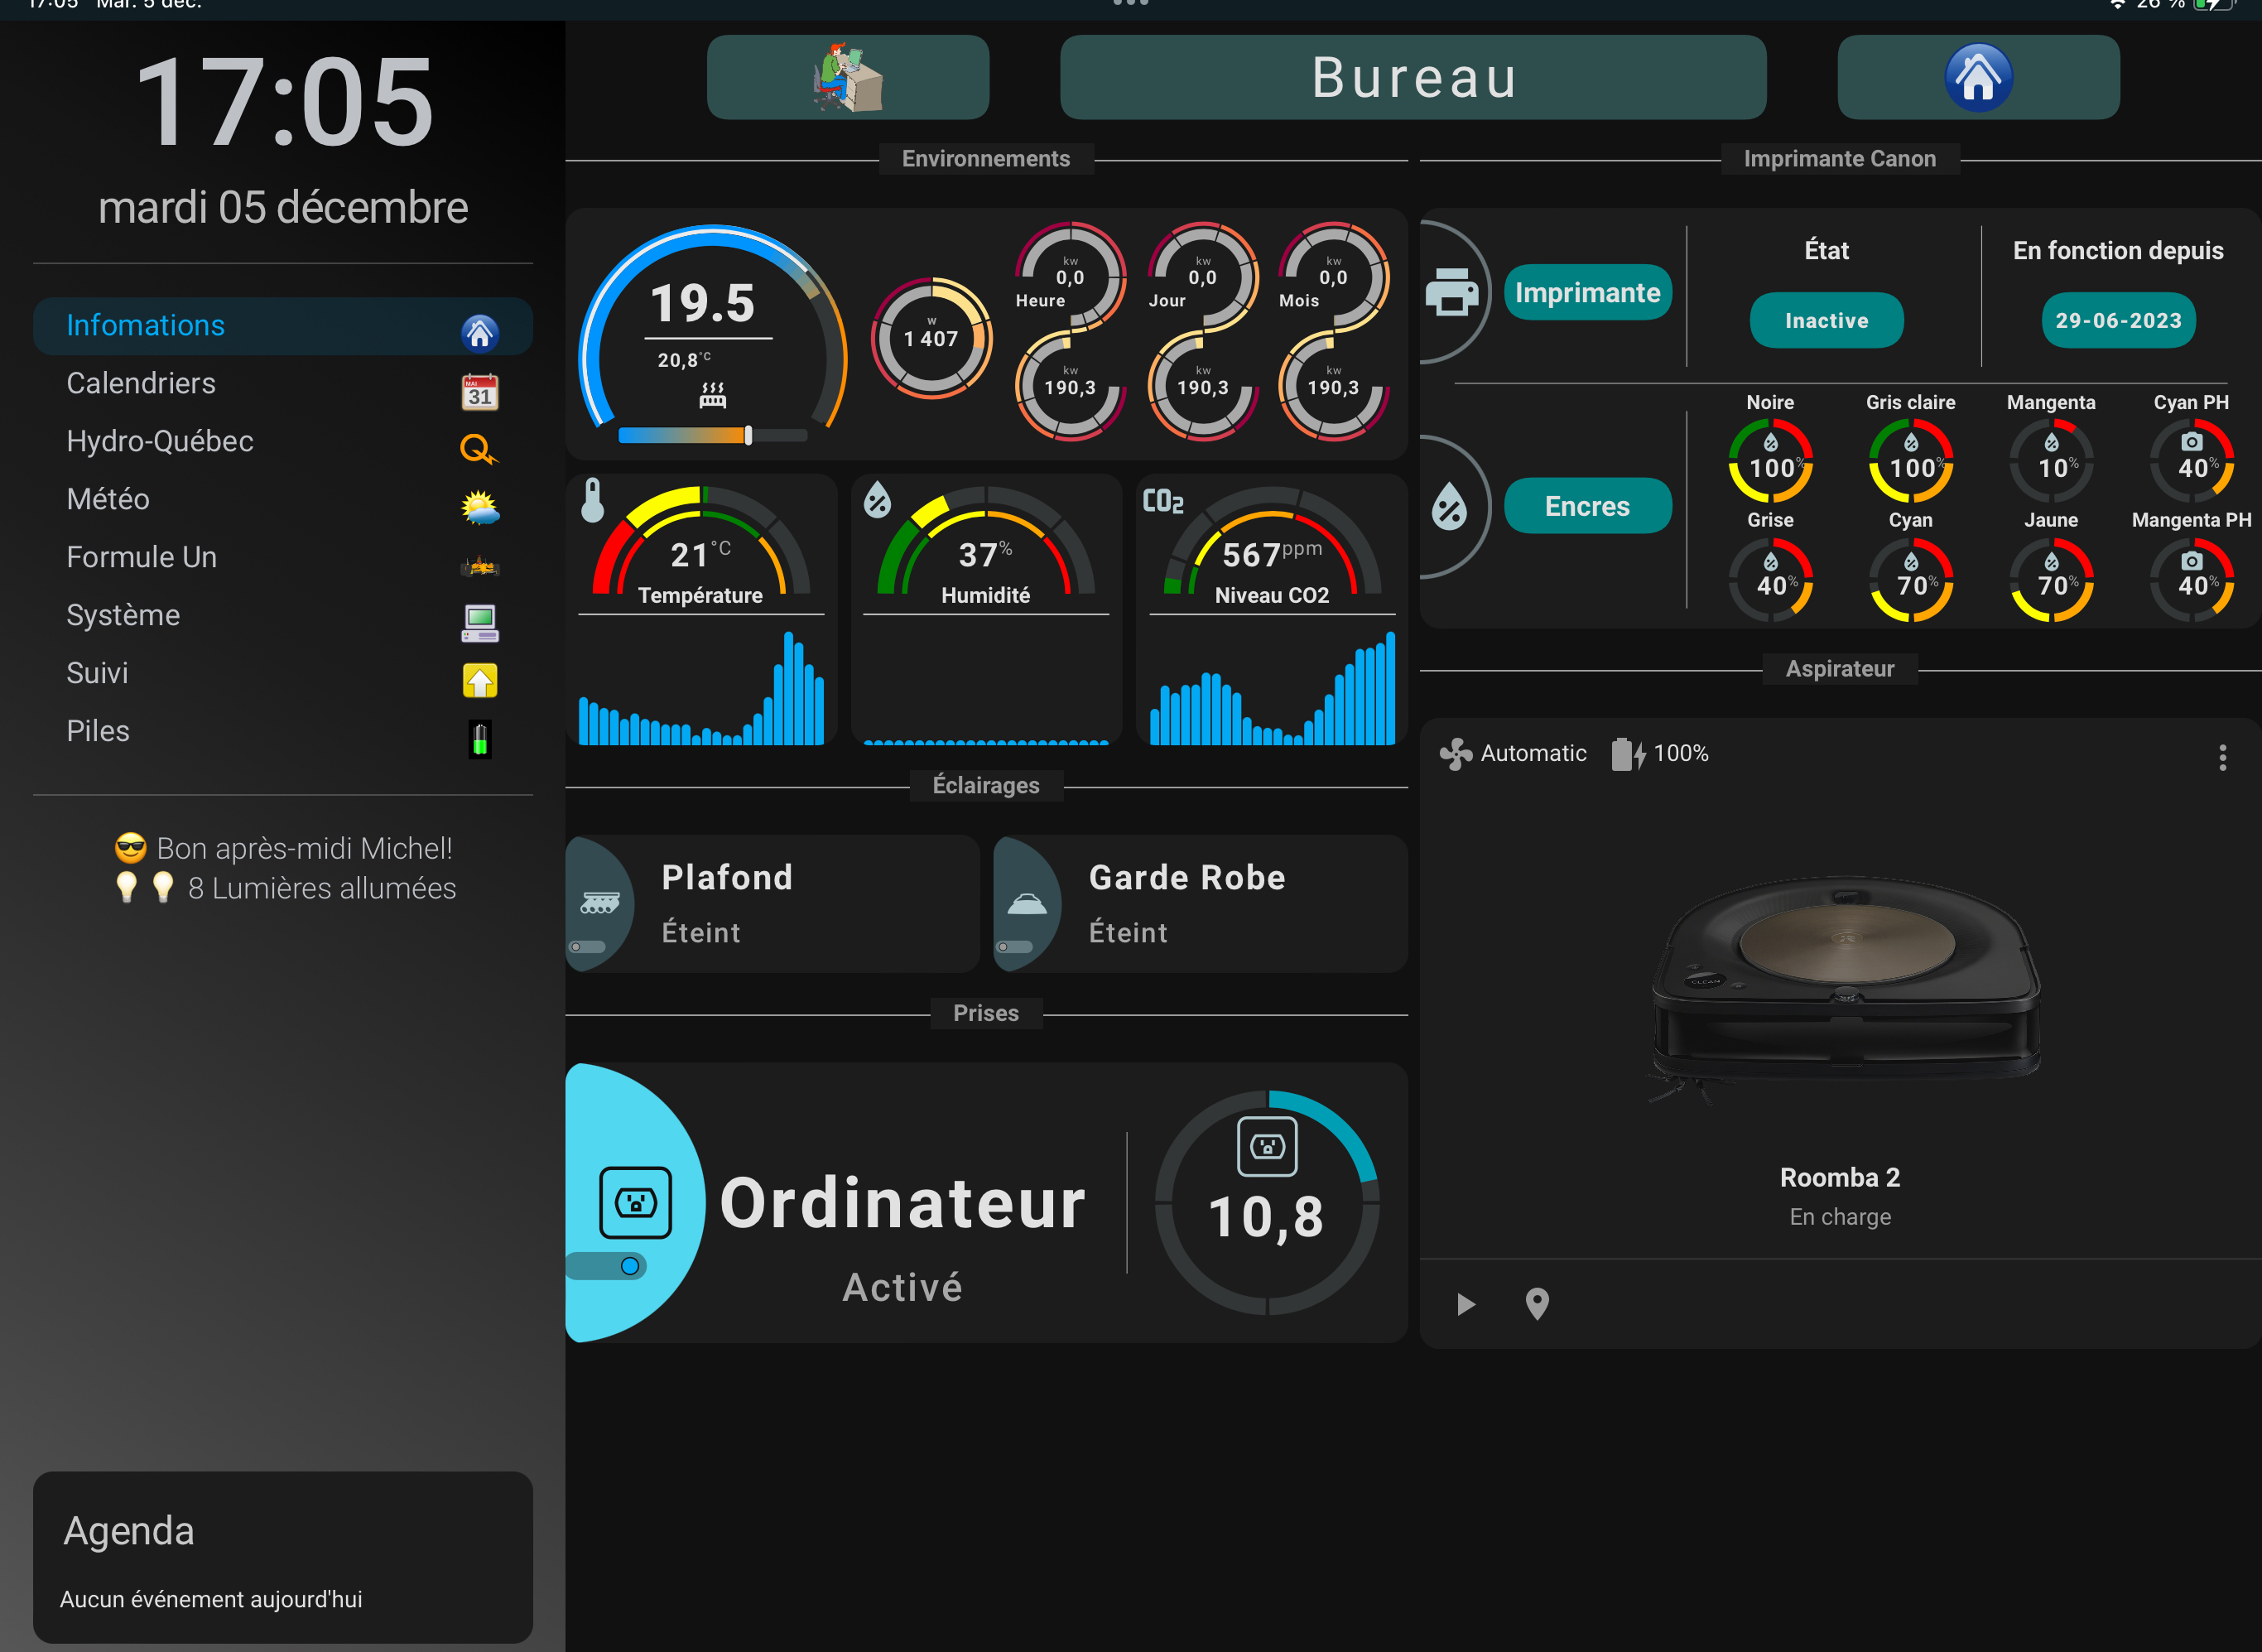 17:05 Mar. 5 déc.
26 %
17:05
mardi 05 décembre
Infomations
Calendriers
MAI
31
Hydro-Québec
Météo
Formule Un
Système
Suivi
Piles
😎 Bon après-midi Michel!
💡 💡 8 Lumières allumées
Agenda
Aucun événement aujourd'hui
Bureau
Environnements
19.5
20,8°C
w
1 407
kw
0,0
Heure
kw
190,3
kw
0,0
Jour
kw
190,3
kw
0,0
Mois
kw
190,3
21°C
Température
37%
Humidité
CO2
567ppm
Niveau CO2
Éclairages
Plafond
Éteint
Garde Robe
Éteint
Prises
Ordinateur
Activé
10,8
Imprimante Canon
Imprimante
État
Inactive
En fonction depuis
29-06-2023
Encres
Noire
100%
Gris claire
100%
Mangenta
10%
Cyan PH
40%
Grise
40%
Cyan
70%
Jaune
70%
Mangenta PH
40%
Aspirateur
Automatic 100%
CLEAN
Roomba 2
En charge